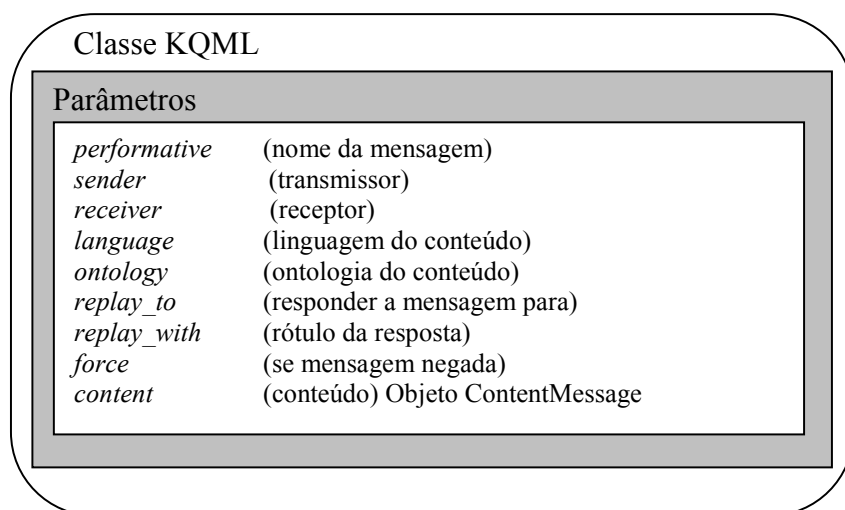 Classe KQML
Parâmetros
performative (nome da mensagem)
sender (transmissor)
receiver (receptor)
language (linguagem do conteúdo)
ontology (ontologia do conteúdo)
replay_to (responder a mensagem para)
replay_with (rótulo da resposta)
force (se mensagem negada)
content (conteúdo) Objeto ContentMessage